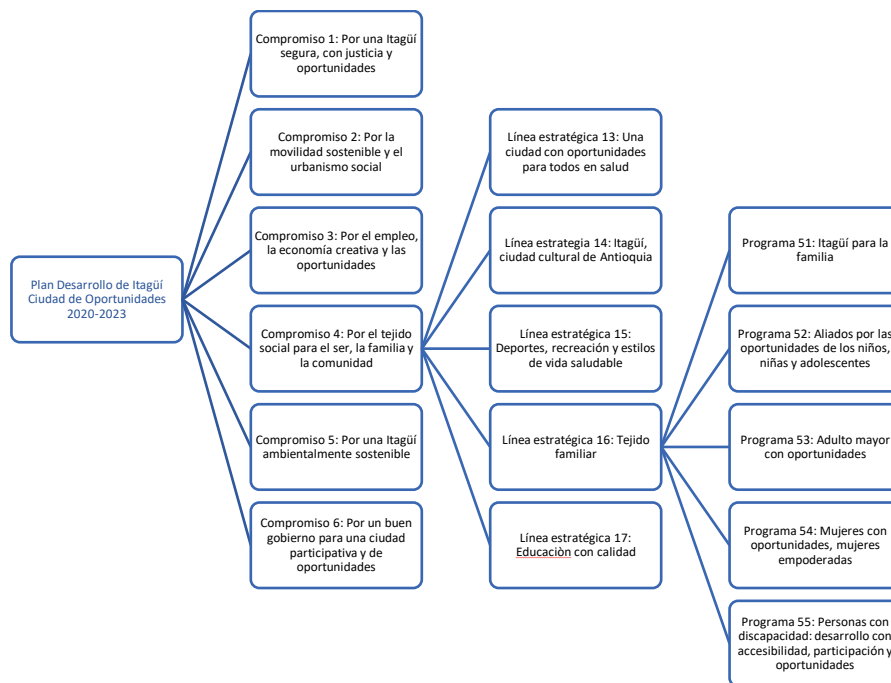 Plan Desarrollo de Itagüí
Ciudad de Oportunidades
2020-2023
Compromiso 1: Por una Itagüí
segura, con justicia y
oportunidades
Compromiso 2: Por la
movilidad sostenible y el
urbanismo social
Compromiso 3: Por el empleo,
la economía creativa y las
oportunidades
Compromiso 4: Por el tejido
social para el ser, la familia y
la comunidad
Compromiso 5: Por una Itagüí
ambientalmente sostenible
Compromiso 6: Por un buen
gobierno para una ciudad
participativa y de
oportunidades
Línea estratégica 13: Una
ciudad con oportunidades
para todos en salud
Línea estrategia 14: Itagüí,
ciudad cultural de Antioquia
Línea estratégica 15:
Deportes, recreación y estilos
de vida saludable
Línea estratégica 16: Tejido
familiar
Línea estratégica 17:
Educaciòn con calidad
Programa 51: Itagüí para la
familia
Programa 52: Aliados por las
oportunidades de los niños,
niñas y adolescentes
Programa 53: Adulto mayor
con oportunidades
Programa 54: Mujeres con
oportunidades, mujeres
empoderadas
Programa 55: Personas con
discapacidad: desarrollo con
accesibilidad, participación y
oportunidades